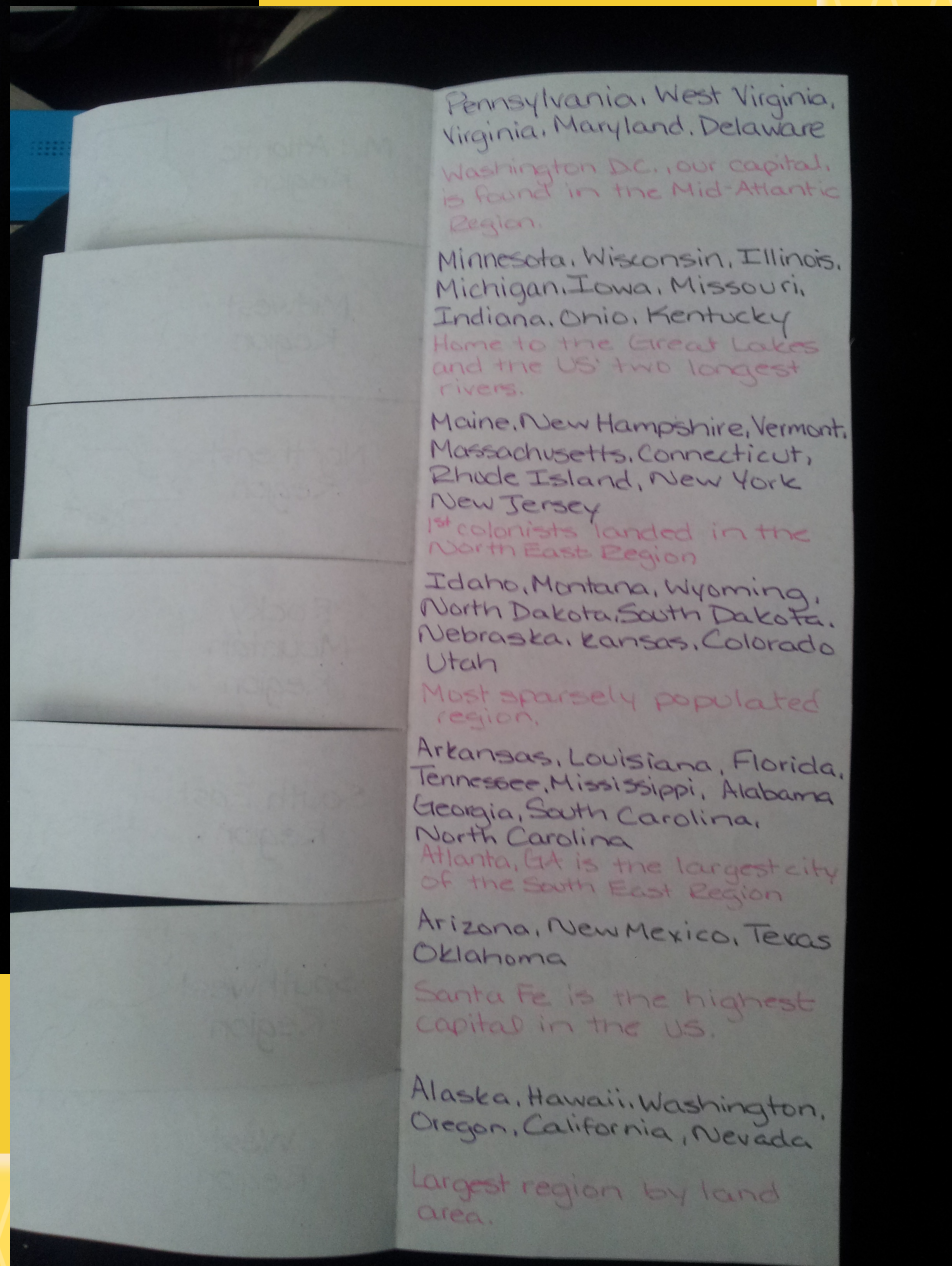 Pennsylvania, West Virginia,
Virginia, Maryland, Delaware
Washington D.C., our capital,
is found in the Mid-Atlantic
Region.
Minnesota, Wisconsin, Illinois,
Michigan, Iowa, Missouri,
Indiana, Ohio, Kentucky
Home to the Great Lakes
and the US' two longest
rivers.
Maine, New Hampshire, Vermont,
Massachusetts, Connecticut,
Rhode Island, New York
New Jersey
1st colonists landed in the
North East Region
Idaho, Montana, Wyoming,
North Dakota, South Dakota,
Nebraska, Kansas, Colorado
Utah
Most sparsely populated
region.
Arkansas, Louisiana, Florida,
Tennessee, Mississippi, Alabama
Georgia, South Carolina,
North Carolina
Atlanta, GA is the largest city
of the South East Region
Arizona, New Mexico, Texas
Oklahoma
Santa Fe is the highest
capital in the US.
Alaska, Hawaii, Washington,
Oregon, California, Nevada
Largest region by land
area.